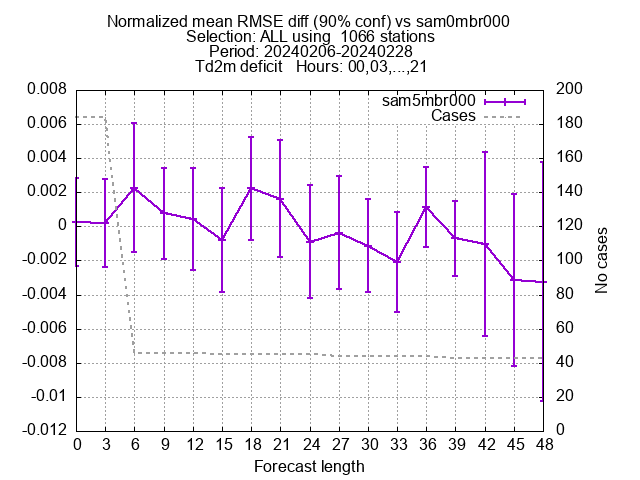 Normalized mean RMSE diff (90% conf) vs sam0mbr000
Selection: ALL using  1066 stations
Period: 20240206-20240228
Td2m deficit   Hours: 00,03,...,21
sam5mbr000
Cases
0.008
0.006
0.004
0.002
0
-0.002
-0.004
-0.006
-0.008
-0.01
-0.012
200
180
160
140
120
100
80
60
40
20
0
No cases
0 3 6 9 12 15 18 21 24 27 30 33 36 39 42 45 48
Forecast length